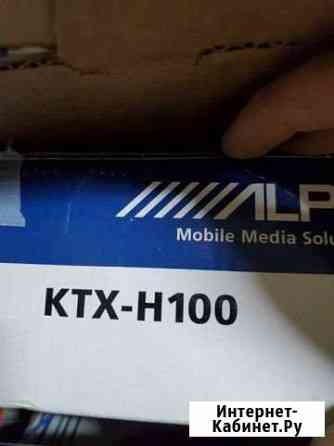 ALP
Mobile Media Solu
KTX-H100
Интернет-
Кабинет.Ру